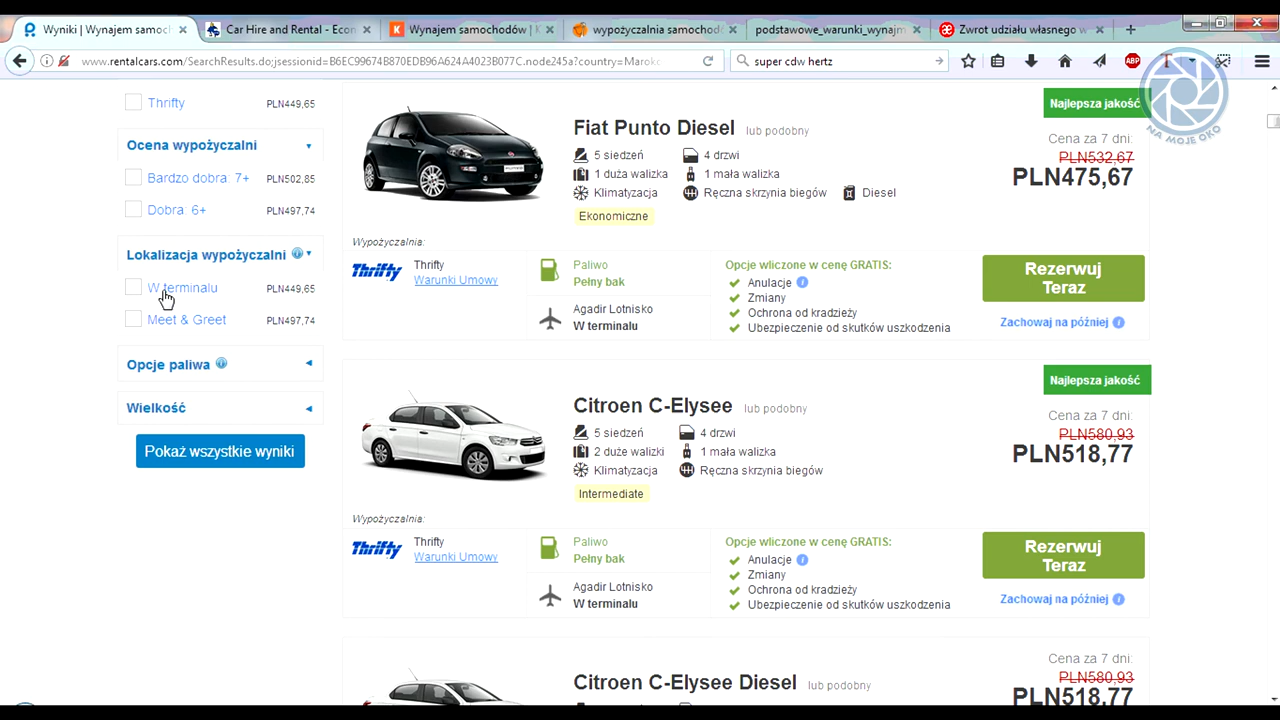 Wyniki | Wynajem samoc
Car Hire and Rental - Econ
Wynajem samochodów | K
wypożyczalnia samochod
podstawowe_warunki_wynajm
Zwrot udziału własnego w
www.rentalcars.com/SearchResults.do;jsessionid=B6EC99674B870EDB96A624A4023B077C.node245a?country=Marok
super cdw hertz
ABP
NA MOJE OKO
Thrifty PLN449,65
Ocena wypożyczalni
Bardzo dobra: 7+ PLN502,85
Dobra: 6+ PLN497,74
Lokalizacja wypożyczalni
W terminalu PLN449,65
Meet & Greet PLN497,74
Opcje paliwa
Wielkość
Pokaż wszystkie wyniki
Najlepsza jakość
Fiat Punto Diesel lub podobny
5 siedzeń 4 drzwi
1 duża walizka 1 mała walizka
Klimatyzacja Ręczna skrzynia biegów Diesel
Ekonomiczne
Cena za 7 dni:
PLN532,67
PLN475,67
Wypożyczalnia:
Thrifty
Thrifty
Warunki Umowy
Paliwo
Pełny bak
Agadir Lotnisko
W terminalu
Opcje wliczone w cenę GRATIS:
Anulacje
Zmiany
Ochrona od kradzieży
Ubezpieczenie od skutków uszkodzenia
Rezerwuj
Teraz
Zachowaj na później
Najlepsza jakość
Citroen C-Elysee lub podobny
5 siedzeń 4 drzwi
2 duże walizki 1 mała walizka
Klimatyzacja Ręczna skrzynia biegów
Intermediate
Cena za 7 dni:
PLN580,93
PLN518,77
Wypożyczalnia:
Thrifty
Thrifty
Warunki Umowy
Paliwo
Pełny bak
Agadir Lotnisko
W terminalu
Opcje wliczone w cenę GRATIS:
Anulacje
Zmiany
Ochrona od kradzieży
Ubezpieczenie od skutków uszkodzenia
Rezerwuj
Teraz
Zachowaj na później
Citroen C-Elysee Diesel lub podobny
Cena za 7 dni:
PLN580,93
PLN518,77